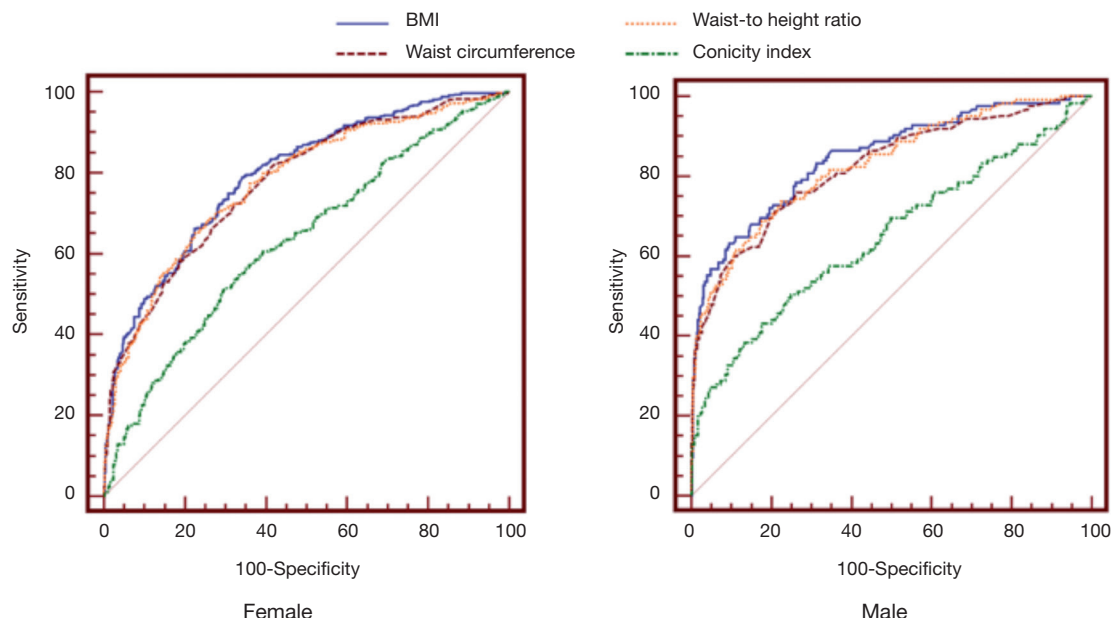 BMI
Waist circumference
Waist-to height ratio
Conicity index
100
80
60
40
20
0
Sensitivity
0 20 40 60 80 100
100-Specificity
Female
100
80
60
40
20
0
Sensitivity
0 20 40 60 80 100
100-Specificity
Male